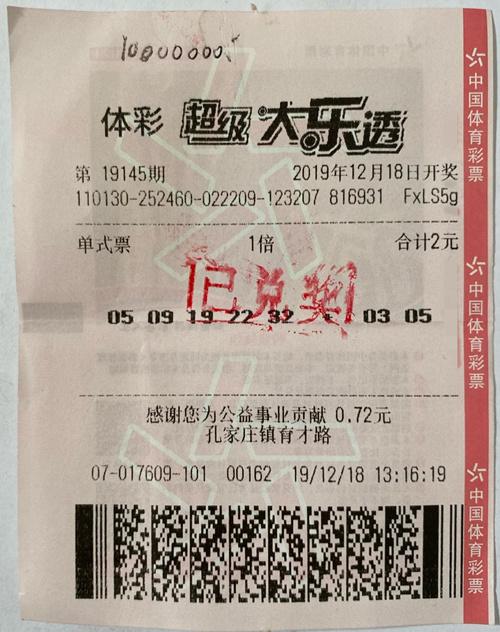 10000000.
体彩 超级大乐透
第 19145期 2019年12月18日开奖
110130-252460-022209-123207 816931 FxLS5g
单式票 1倍 合计2元
已兑奖
05 09 19 22 32 + 03 05
感谢您为公益事业贡献 0.72元
孔家庄镇育才路
07-017609-101 00162 19/12/18 13:16:19
中国体育彩票
中国体育彩票
中国体育彩票